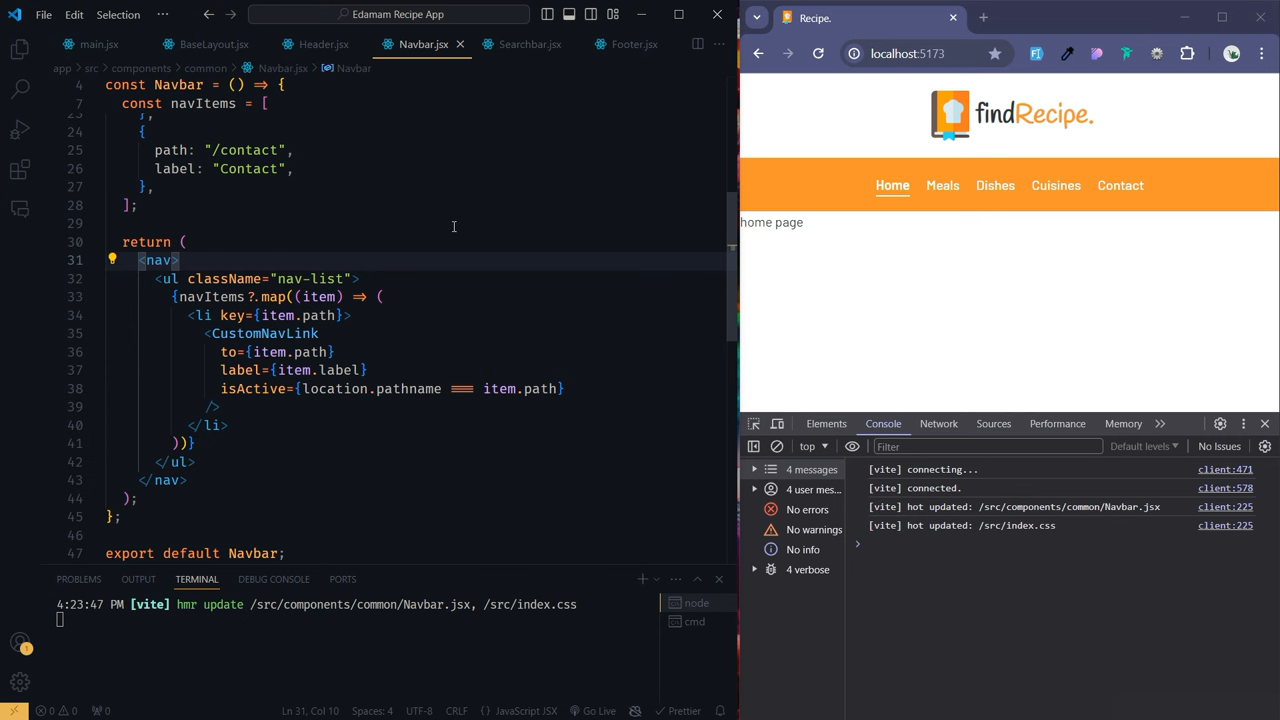 File Edit Selection ··· Edamam Recipe App
main.jsx BaseLayout.jsx Header.jsx Navbar.jsx Searchbar.jsx Footer.jsx
app > src > components > common > Navbar.jsx > Navbar
4 const Navbar = () => {
7 const navItems = [
23 },
24 {
25 path: "/contact",
26 label: "Contact",
27 },
28 ];
29
30 return (
31 <nav>
32 <ul className="nav-list">
33 {navItems?.map((item) => (
34 <li key={item.path}>
35 <CustomNavLink
36 to={item.path}
37 label={item.label}
38 isActive={location.pathname === item.path}
39 />
40 </li>
41 ))}
42 </ul>
43 </nav>
44 );
45 };
46
47 export default Navbar;
PROBLEMS OUTPUT TERMINAL DEBUG CONSOLE PORTS
4:23:47 PM [vite] hmr update /src/components/common/Navbar.jsx, /src/index.css
node
cmd
1
0 0 0 Ln 31, Col 10 Spaces: 4 UTF-8 CRLF {} JavaScript JSX Go Live Prettier
Recipe.
localhost:5173
findRecipe.
Home Meals Dishes Cuisines Contact
home page
Elements Console Network Sources Performance Memory
top Filter Default levels No Issues
4 messages
4 user mes...
No errors
No warnings
No info
4 verbose
[vite] connecting... client:471
[vite] connected. client:578
[vite] hot updated: /src/components/common/Navbar.jsx client:225
[vite] hot updated: /src/index.css client:225